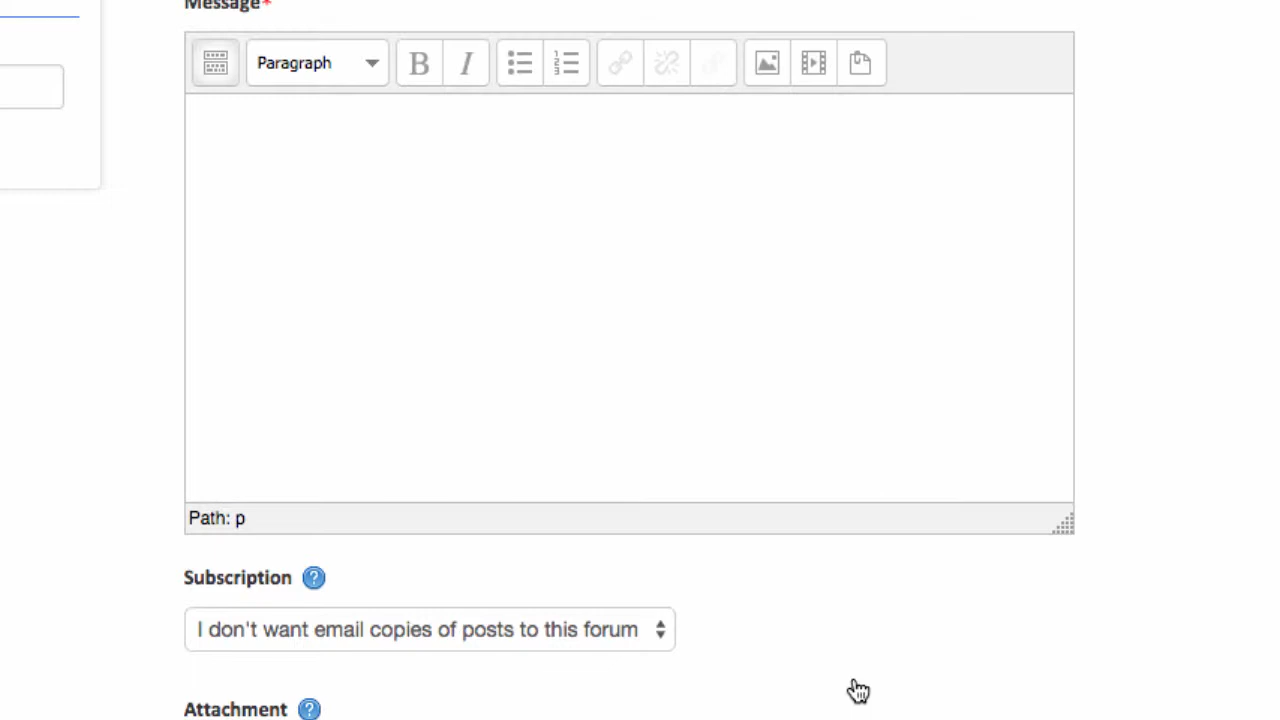 Message*
Paragraph
B I
Path: p
Subscription ?
I don't want email copies of posts to this forum
Attachment ?